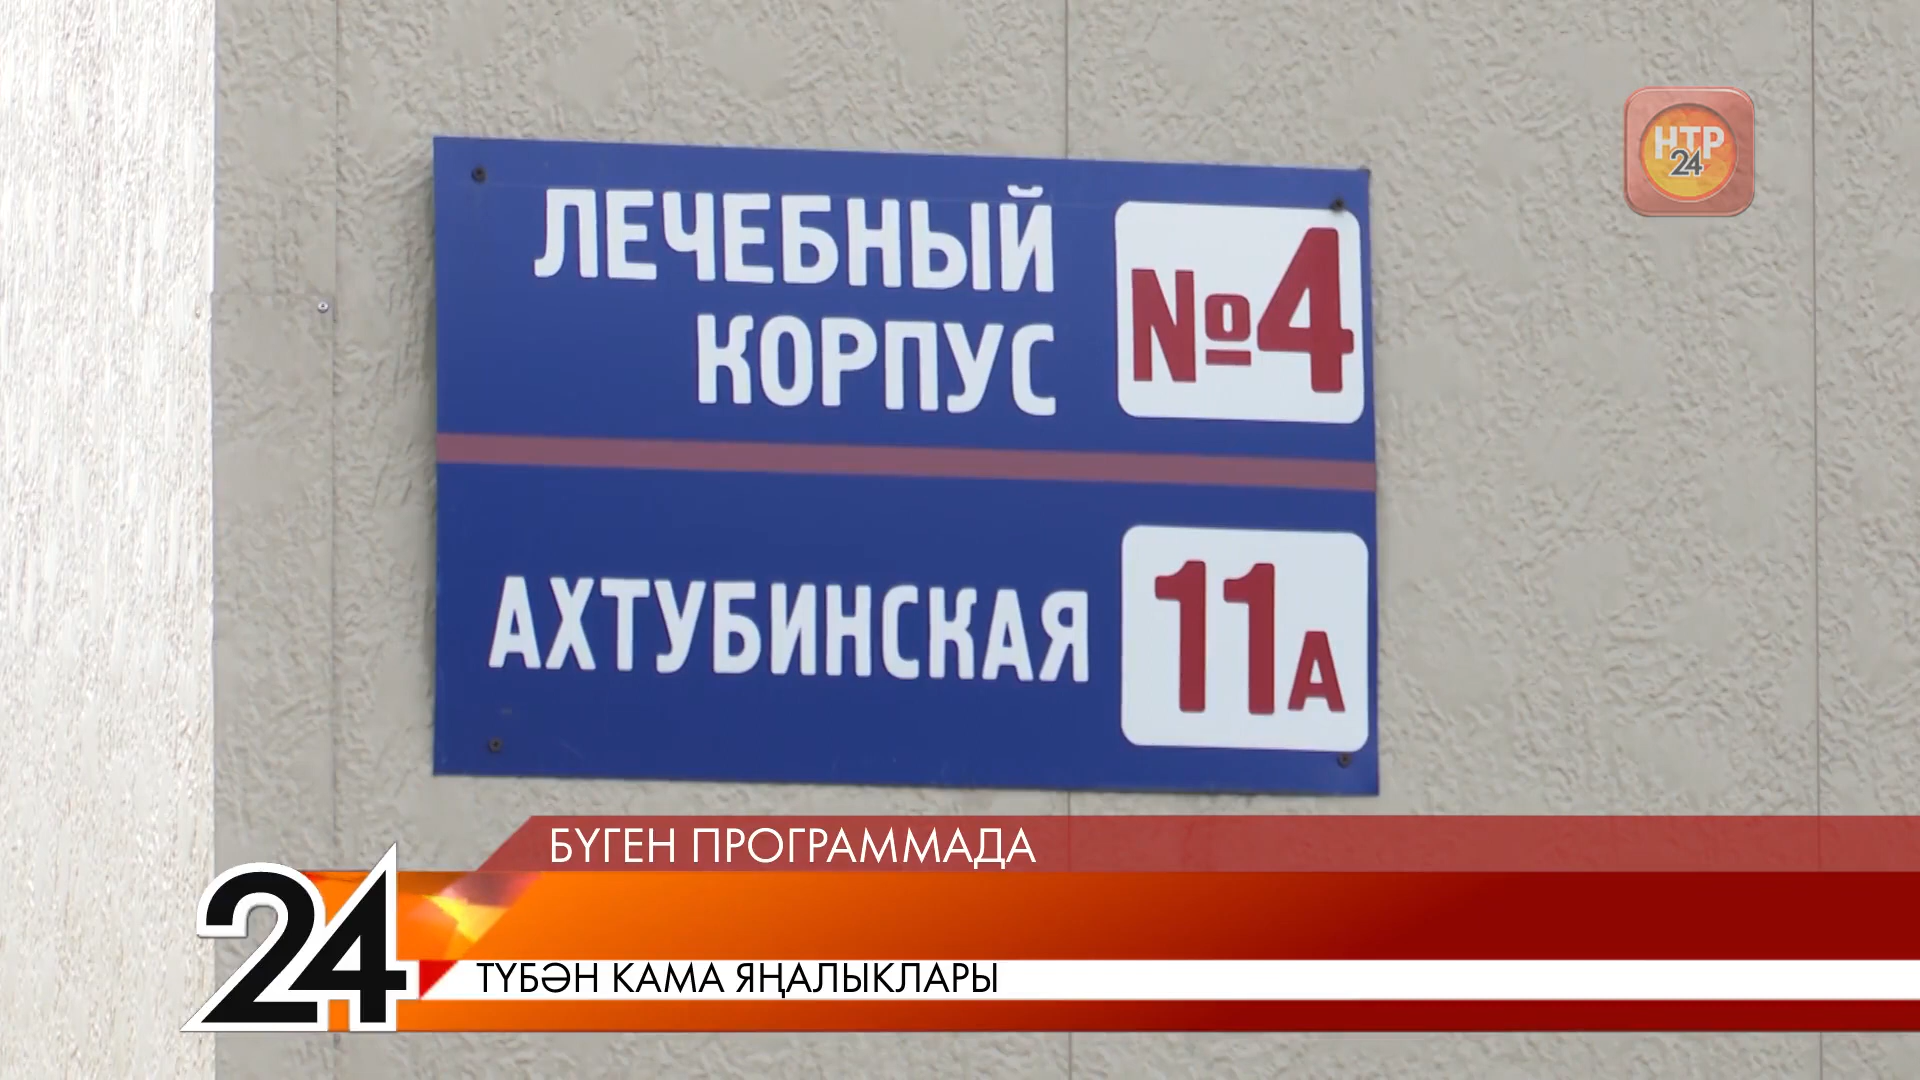 НТР
24
ЛЕЧЕБНЫЙ
КОРПУС
№4
АХТУБИНСКАЯ
11А
БҮГЕН ПРОГРАММАДА
24
ТҮБӘН КАМА ЯҢАЛЫКЛАРЫ